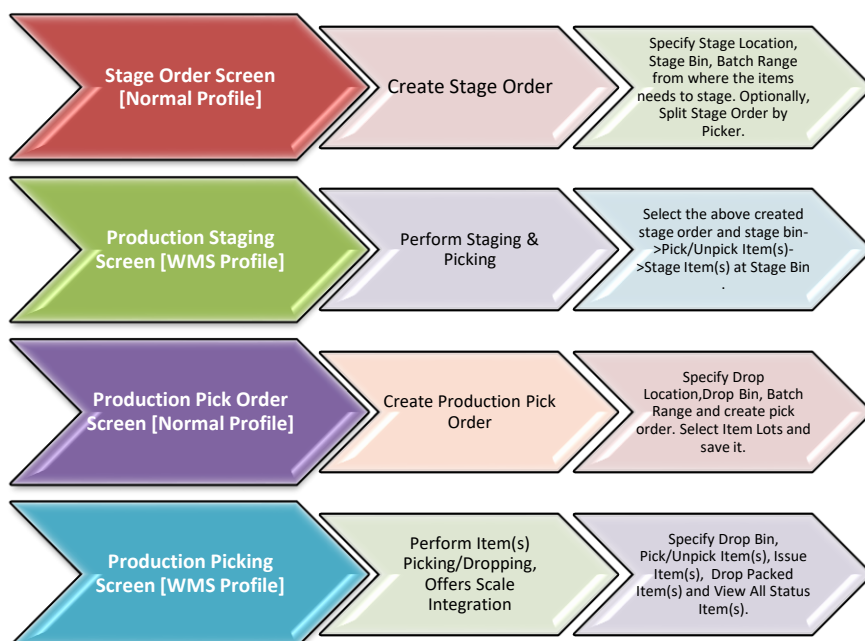 Stage Order Screen
[Normal Profile]
Create Stage Order
Specify Stage Location,
Stage Bin, Batch Range
from where the items
needs to stage. Optionally,
Split Stage Order by
Picker.
Production Staging
Screen [WMS Profile]
Perform Staging &
Picking
Select the above created
stage order and stage bin-
>Pick/Unpick Item(s)-
>Stage Item(s) at Stage Bin
.
Production Pick Order
Screen [Normal Profile]
Create Production Pick
Order
Specify Drop
Location,Drop Bin, Batch
Range and create pick
order. Select Item Lots and
save it.
Production Picking
Screen [WMS Profile]
Perform Item(s)
Picking/Dropping,
Offers Scale
Integration
Specify Drop Bin,
Pick/Unpick Item(s), Issue
Item(s), Drop Packed
Item(s) and View All Status
Item(s).